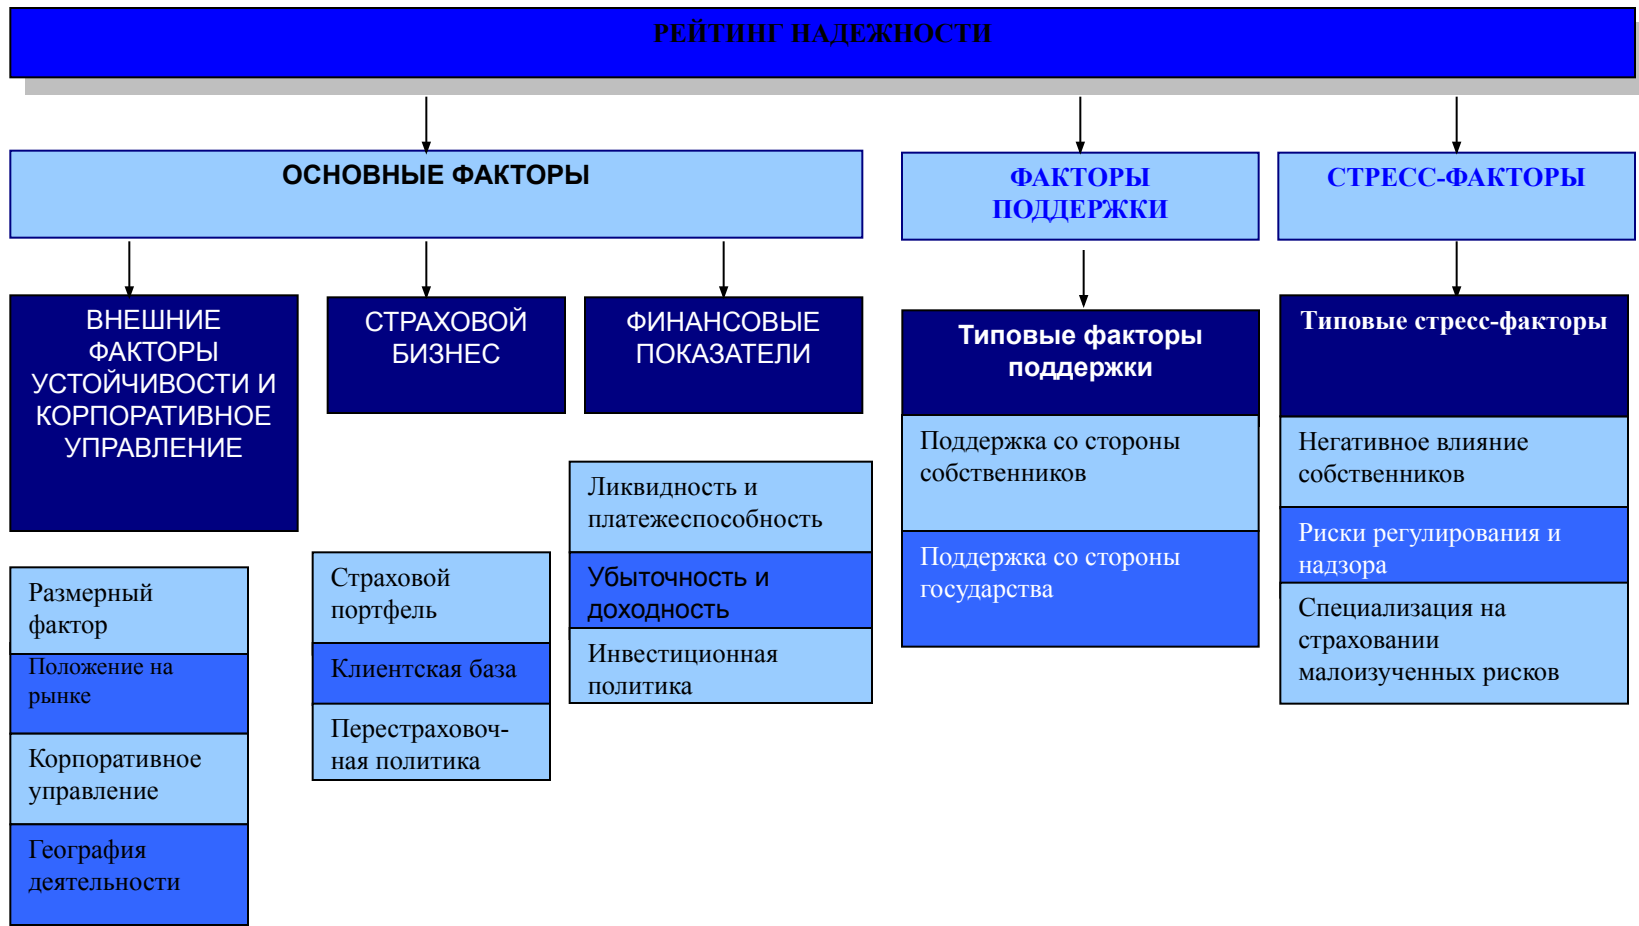 РЕЙТИНГ НАДЕЖНОСТИ
ОСНОВНЫЕ ФАКТОРЫ
ФАКТОРЫ
ПОДДЕРЖКИ
СТРЕСС-ФАКТОРЫ
ВНЕШНИЕ
ФАКТОРЫ
УСТОЙЧИВОСТИ И
КОРПОРАТИВНОЕ
УПРАВЛЕНИЕ
СТРАХОВОЙ
БИЗНЕС
ФИНАНСОВЫЕ
ПОКАЗАТЕЛИ
Типовые факторы
поддержки
Типовые стресс-факторы
Размерный
фактор
Положение на
рынке
Корпоративное
управление
География
деятельности
Страховой
портфель
Клиентская база
Перестраховоч-
ная политика
Ликвидность и
платежеспособность
Убыточность и
доходность
Инвестиционная
политика
Поддержка со стороны
собственников
Поддержка со стороны
государства
Негативное влияние
собственников
Риски регулирования и
надзора
Специализация на
страховании
малоизученных рисков